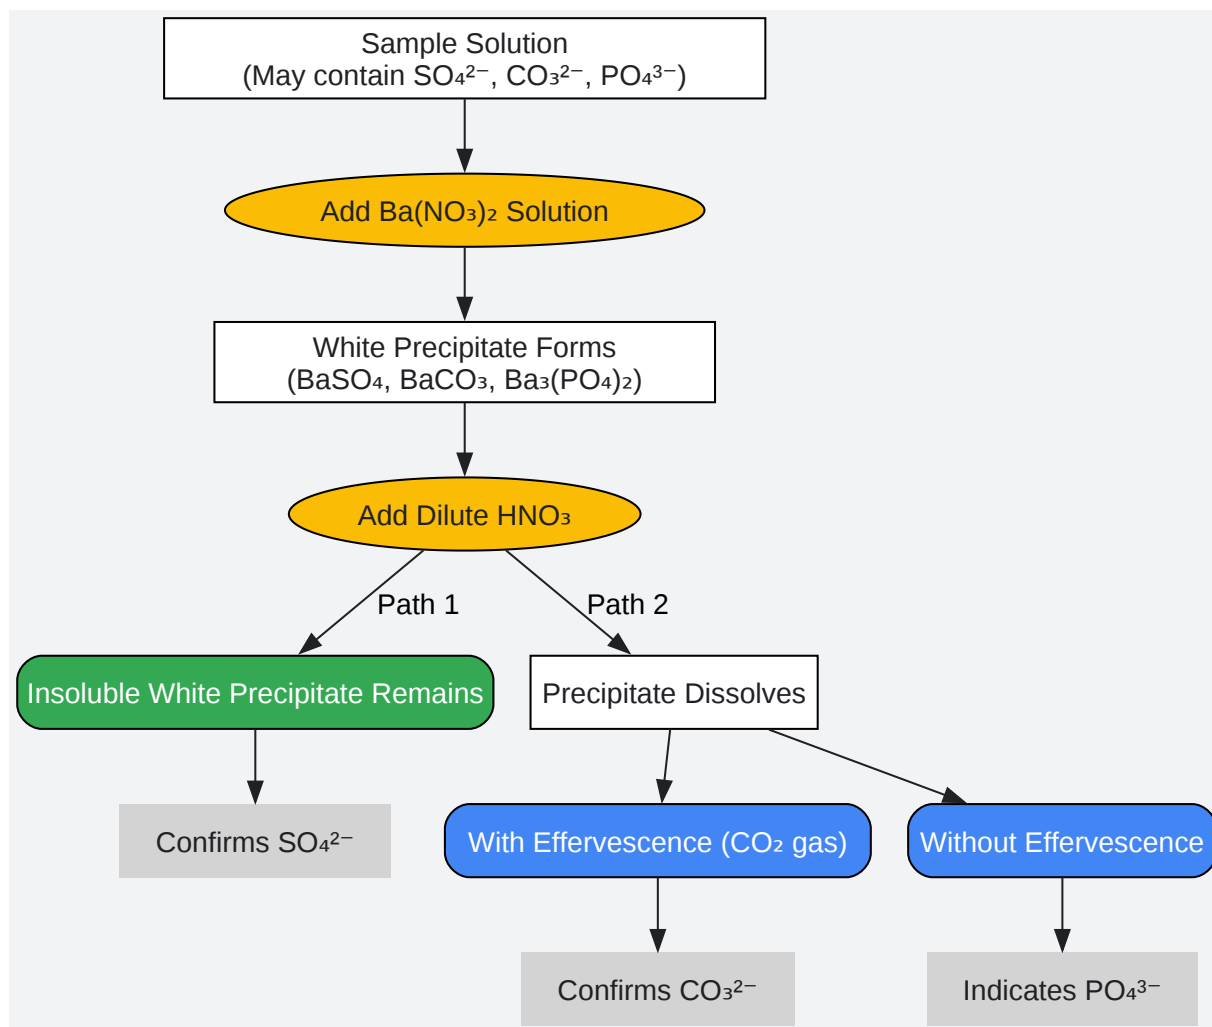 Sample Solution
(May contain SO₄²⁻, CO₃²⁻, PO₄³⁻)
Add Ba(NO₃)₂ Solution
White Precipitate Forms
(BaSO₄, BaCO₃, Ba₃(PO₄)₂)
Add Dilute HNO₃
Path 1
Path 2
Insoluble White Precipitate Remains
Precipitate Dissolves
Confirms SO₄²⁻
With Effervescence (CO₂ gas)
Without Effervescence
Confirms CO₃²⁻
Indicates PO₄³⁻